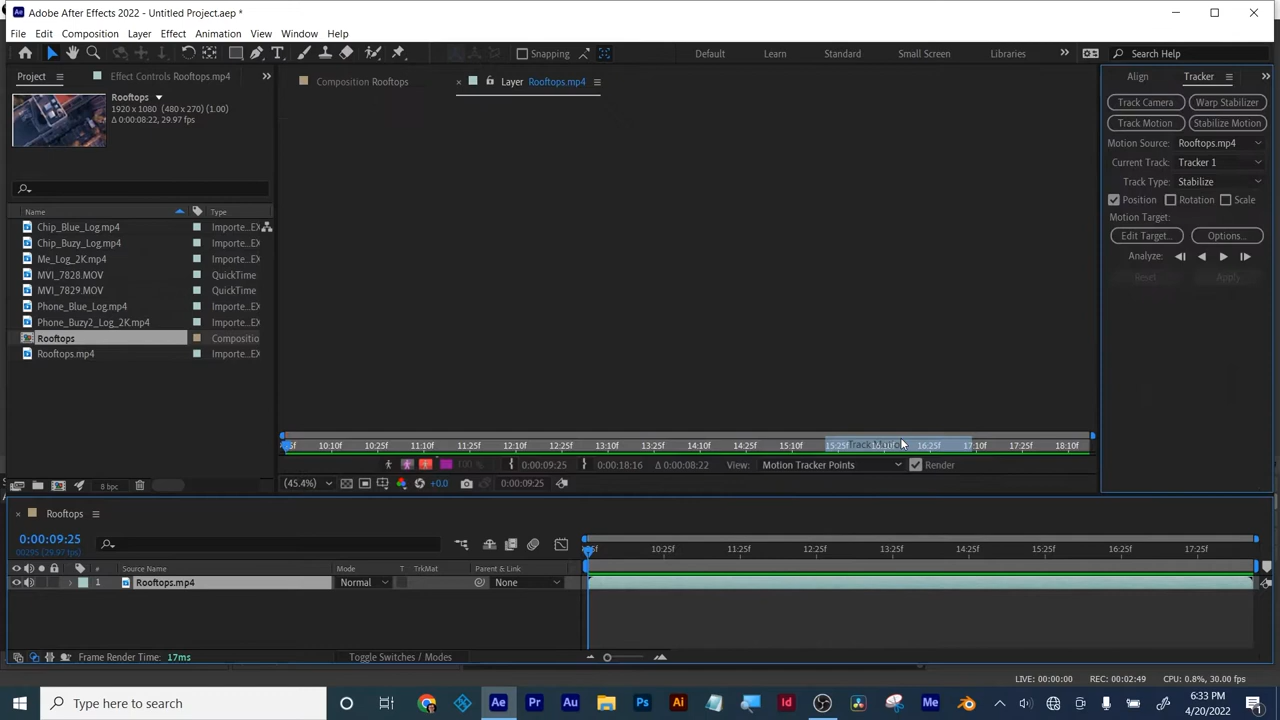 Adobe After Effects 2022 - Untitled Project.aep *
File Edit Composition Layer Effect Animation View Window Help
Snapping Default Learn Standard Small Screen Libraries Search Help
Project Effect Controls Rooftops.mp4 Composition Rooftops Layer Rooftops.mp4 Align Tracker
Rooftops
1920 x 1080 (480 x 270) (1.00)
Δ 0:00:08:22, 29.97 fps
Track Camera Warp Stabilizer
Track Motion Stabilize Motion
Motion Source: Rooftops.mp4
Current Track: Tracker 1
Track Type: Stabilize
Position Rotation Scale
Motion Target:
Edit Target... Options...
Analyze:
Reset Apply
Name Type
Chip_Blue_Log.mp4 Importe...EX
Chip_Buzy_Log.mp4 Importe...EX
Me_Log_2K.mp4 Importe...EX
MVI_7828.MOV QuickTime
MVI_7829.MOV QuickTime
Phone_Blue_Log.mp4 Importe...EX
Phone_Buzy2_Log_2K.mp4 Importe...EX
Rooftops Compositio
Rooftops.mp4 Importe...EX
10:10f 10:25f 11:10f 11:25f 12:10f 12:25f 13:10f 13:25f 14:10f 14:25f 15:10f 15:25f 16:10f 16:25f 17:10f 17:25f 18:10f
0:00:09:25 0:00:18:16 Δ 0:00:08:22 View: Motion Tracker Points Render
8 bpc (45.4%) +0.0 0:00:09:25
Rooftops
0:00:09:25
00295 (29.97 fps)
10:25f 11:25f 12:25f 13:25f 14:25f 15:25f 16:25f 17:25f
# Source Name Mode T TrkMat Parent & Link
1 Rooftops.mp4 Normal None
Frame Render Time: 17ms Toggle Switches / Modes
LIVE: 00:00:00 REC: 00:02:49 CPU: 0.8%, 30.00 fps
Type here to search
6:33 PM
4/20/2022